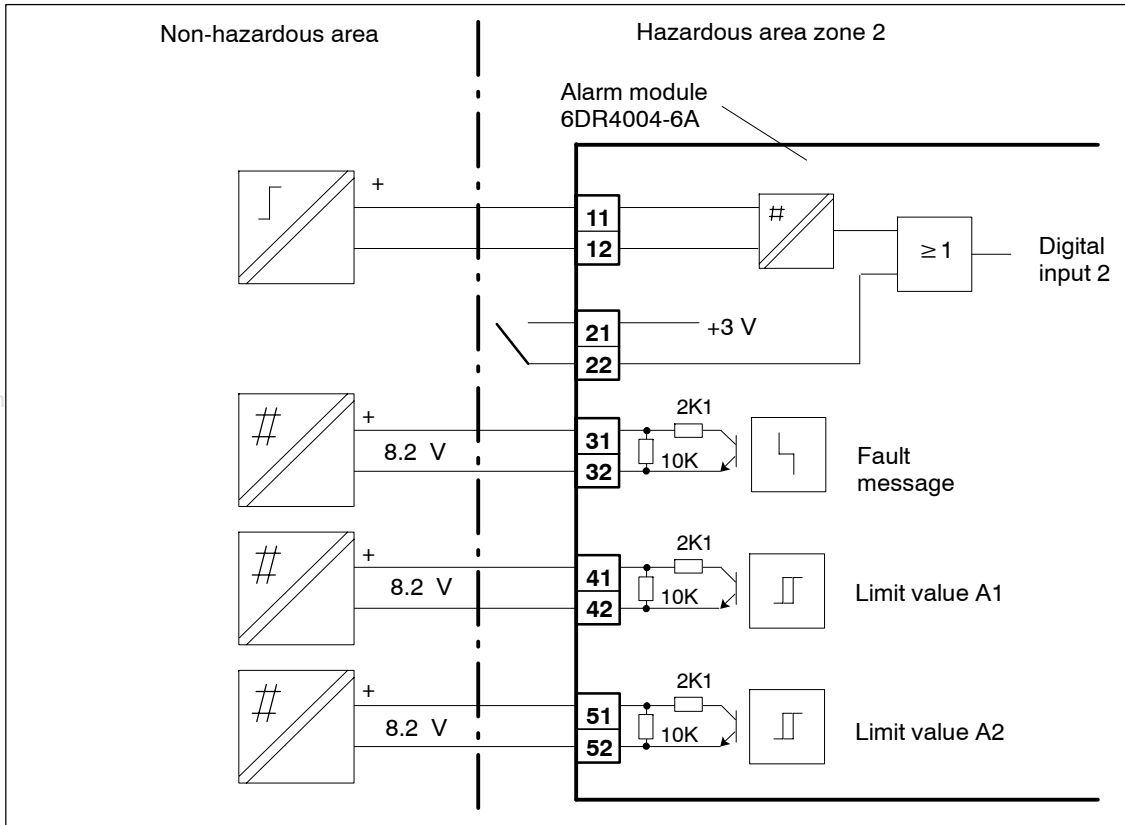 Non-hazardous area
Hazardous area zone 2
Alarm module
6DR4004-6A
+
11
12
#
≥ 1
Digital
input 2
21
22
+3 V
#
+
8.2 V
31
32
2K1
10K
Fault
message
#
+
8.2 V
41
42
2K1
10K
Limit value A1
#
+
8.2 V
51
52
2K1
10K
Limit value A2